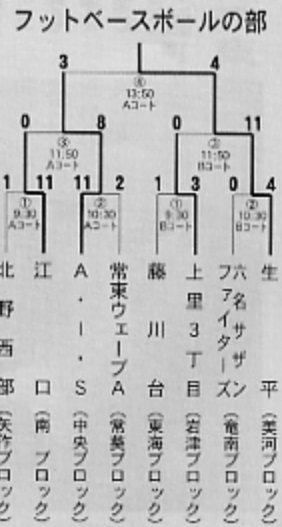 フットベースボールの部
3 4
④
13:50
Aコート
0 8 0 11
③
11:50
Aコート
③
11:50
Bコート
1 11 11 2 1 3 0 4
①
9:30
Aコート
②
10:30
Aコート
①
9:30
Bコート
②
10:30
Bコート
北野西部（矢作ブロック）
江口（南ブロック）
A・I・S（中央ブロック）
常東ウェーブA（常葵ブロック）
藤川台（東海ブロック）
上里3丁目（岩津ブロック）
六名サザン
ファイターズ（竜南ブロック）
生平（美河ブロック）